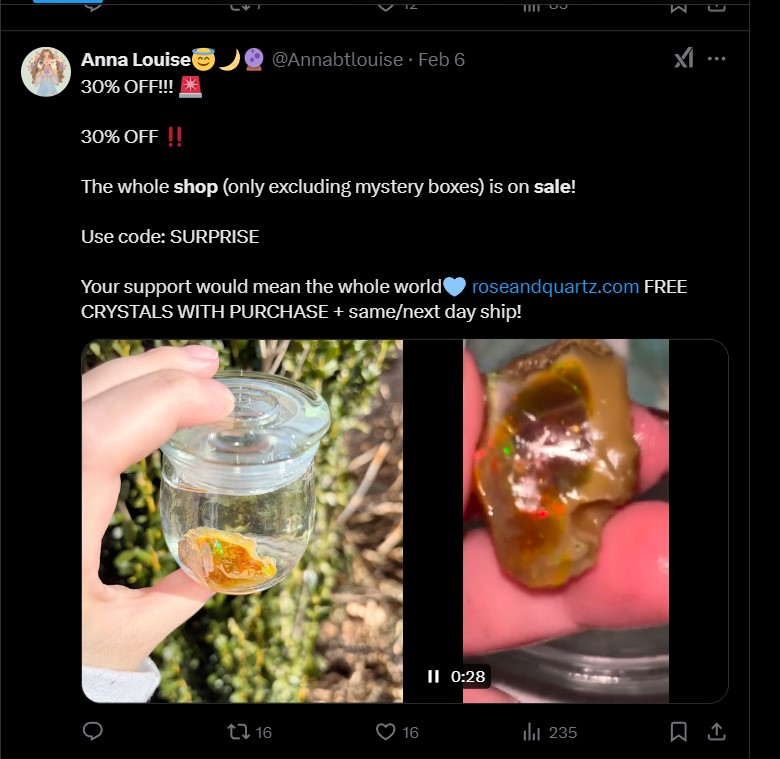 Anna Louise😇🌙🔮 @Annabtlouise · Feb 6
30% OFF!!! 🚨
30% OFF ‼️
The whole shop (only excluding mystery boxes) is on sale!
Use code: SURPRISE
Your support would mean the whole world🩵 roseandquartz.com FREE
CRYSTALS WITH PURCHASE + same/next day ship!
0:28
16 16 235